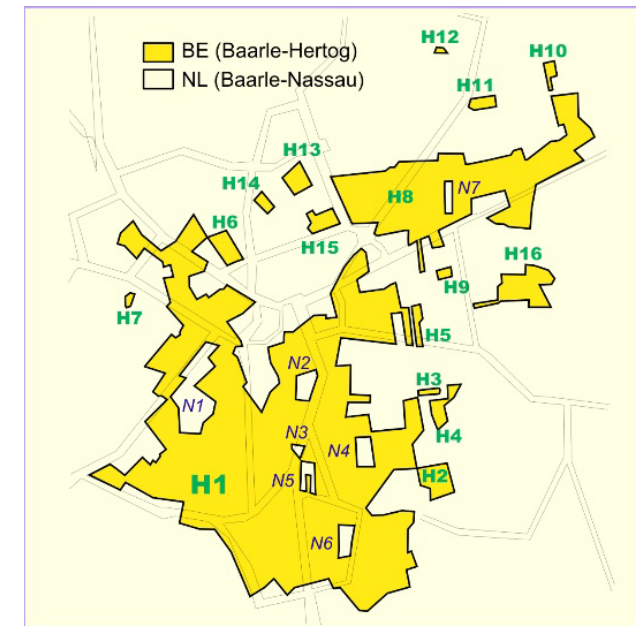 H12
H10
BE (Baarle-Hertog)
NL (Baarle-Nassau)
H11
H13
H14
H8
N7
H6
H15
H16
H9
H7
H5
N2
H3
N1
N3
H4
N4
H1
N5
H2
N6